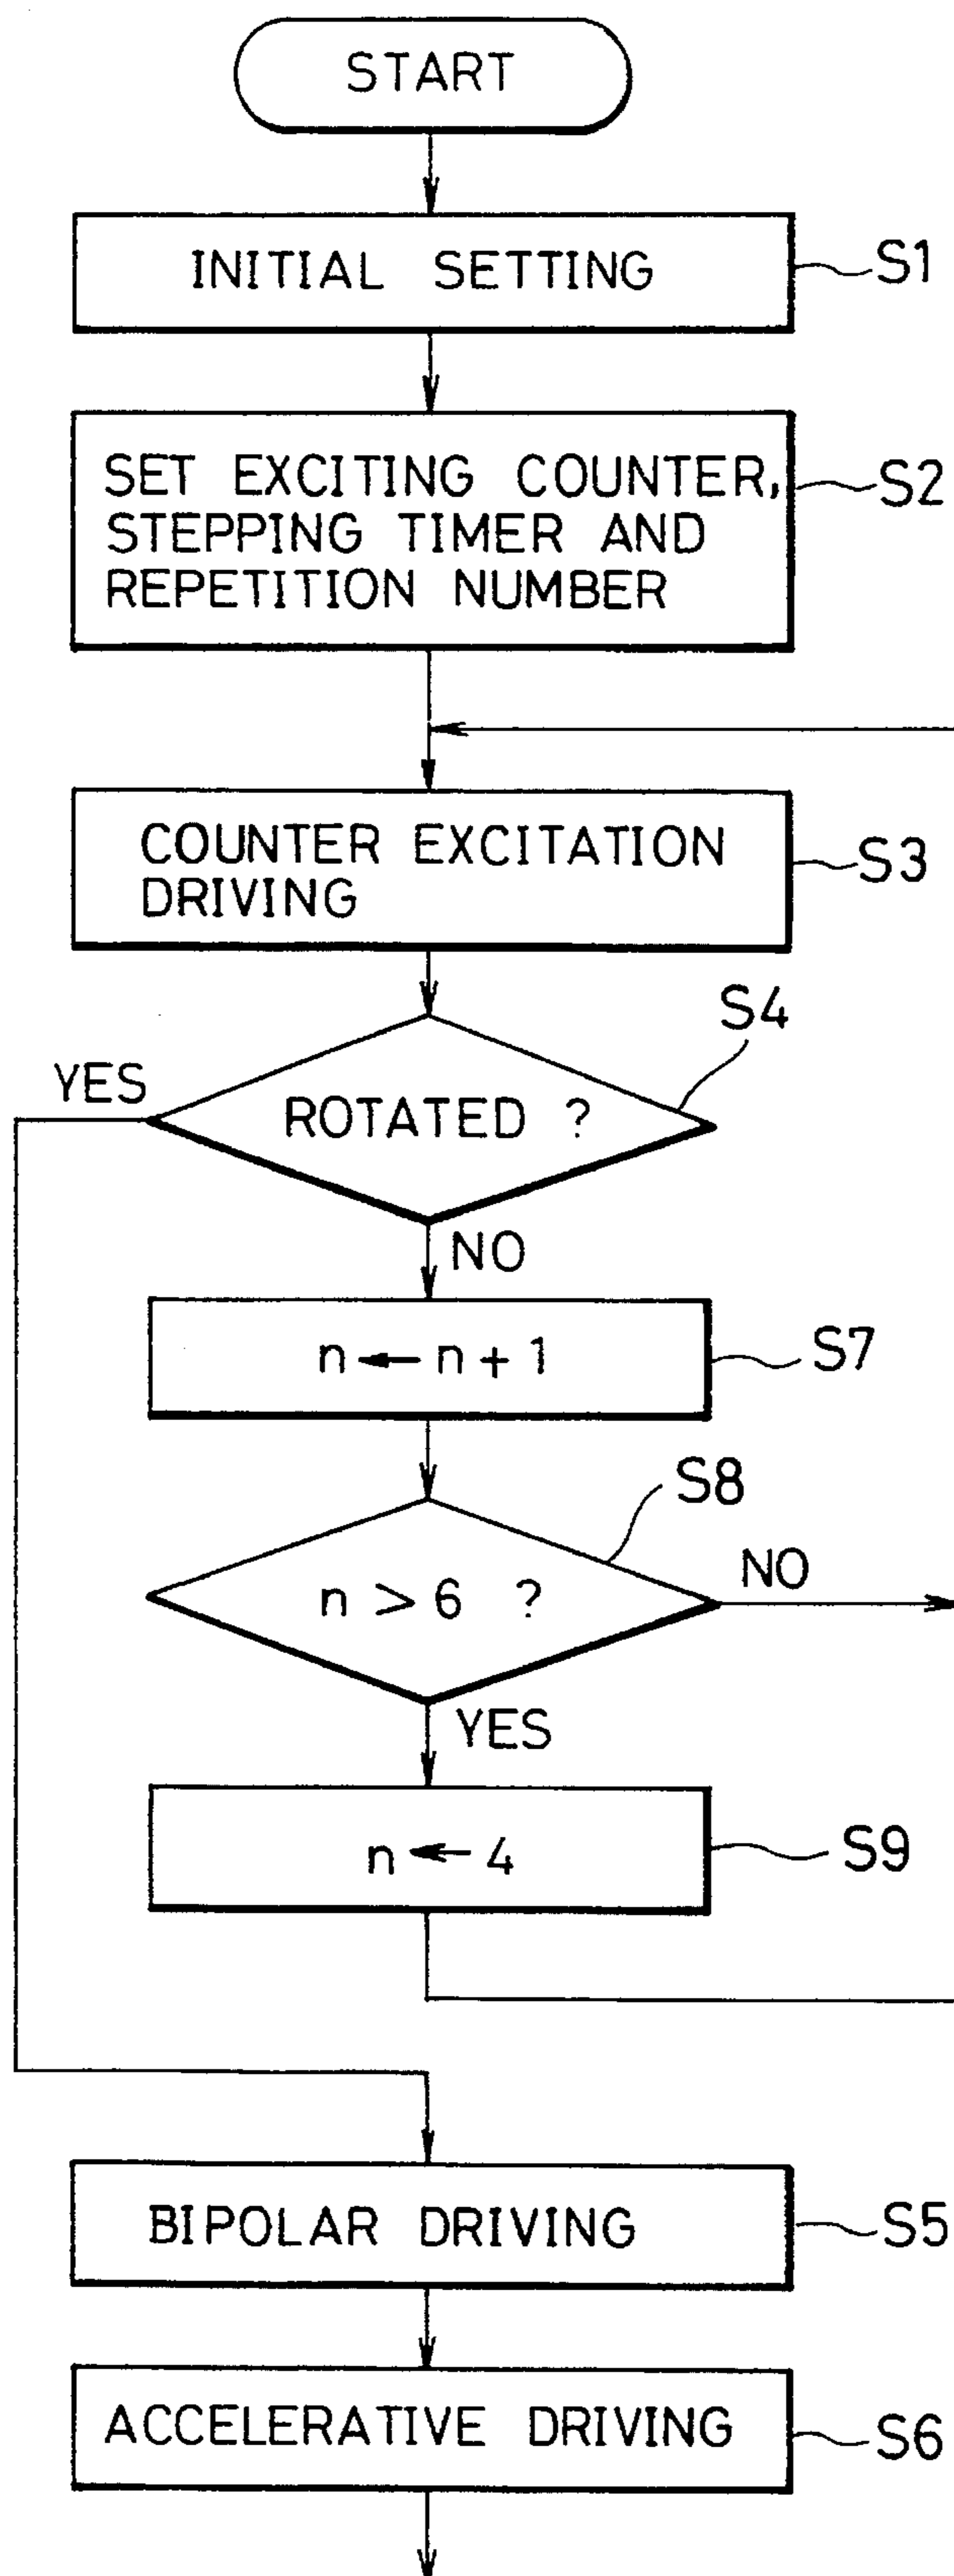 START
INITIAL SETTING
S1
SET EXCITING COUNTER,
STEPPING TIMER AND
REPETITION NUMBER
S2
COUNTER EXCITATION
DRIVING
S3
S4
YES
ROTATED ?
NO
n ← n + 1
S7
S8
n > 6 ?
NO
YES
n ← 4
S9
BIPOLAR DRIVING
S5
ACCELERATIVE DRIVING
S6